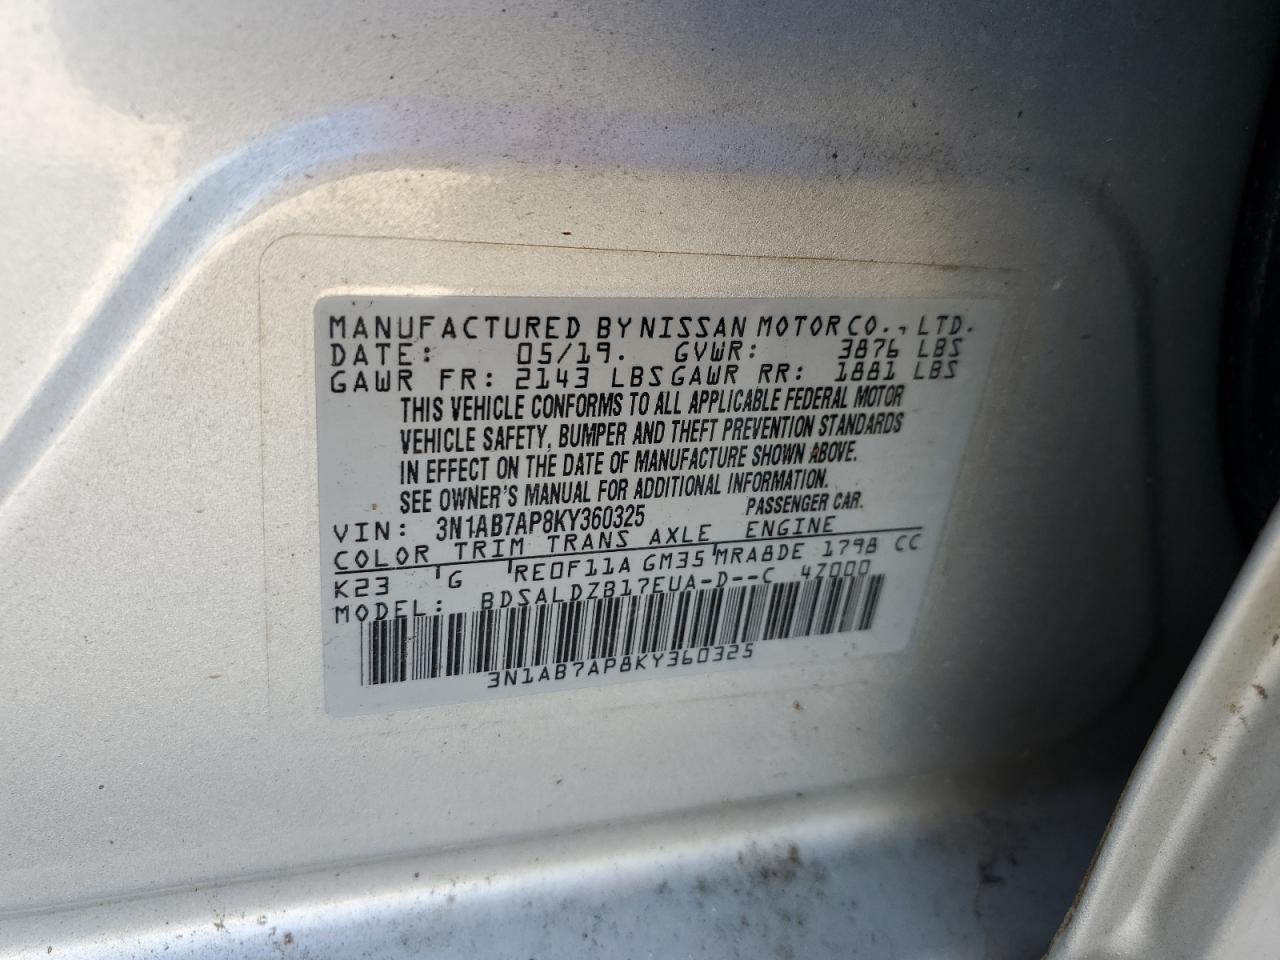 MANUFACTURED BY NISSAN MOTOR CO., LTD.
DATE: 05/19. GVWR: 3876 LBS
GAWR FR: 2143 LBS GAWR RR: 1881 LBS
THIS VEHICLE CONFORMS TO ALL APPLICABLE FEDERAL MOTOR
VEHICLE SAFETY, BUMPER AND THEFT PREVENTION STANDARDS
IN EFFECT ON THE DATE OF MANUFACTURE SHOWN ABOVE.
SEE OWNER'S MANUAL FOR ADDITIONAL INFORMATION.
VIN: 3N1AB7AP8KY360325 PASSENGER CAR.
COLOR TRIM TRANS AXLE ENGINE
K23 'G 'RE0F11A GM35 'MRA8DE 1798 CC
MODEL: BDSALDZB17EUA-D--C 4Z000
3N1AB7AP8KY360325